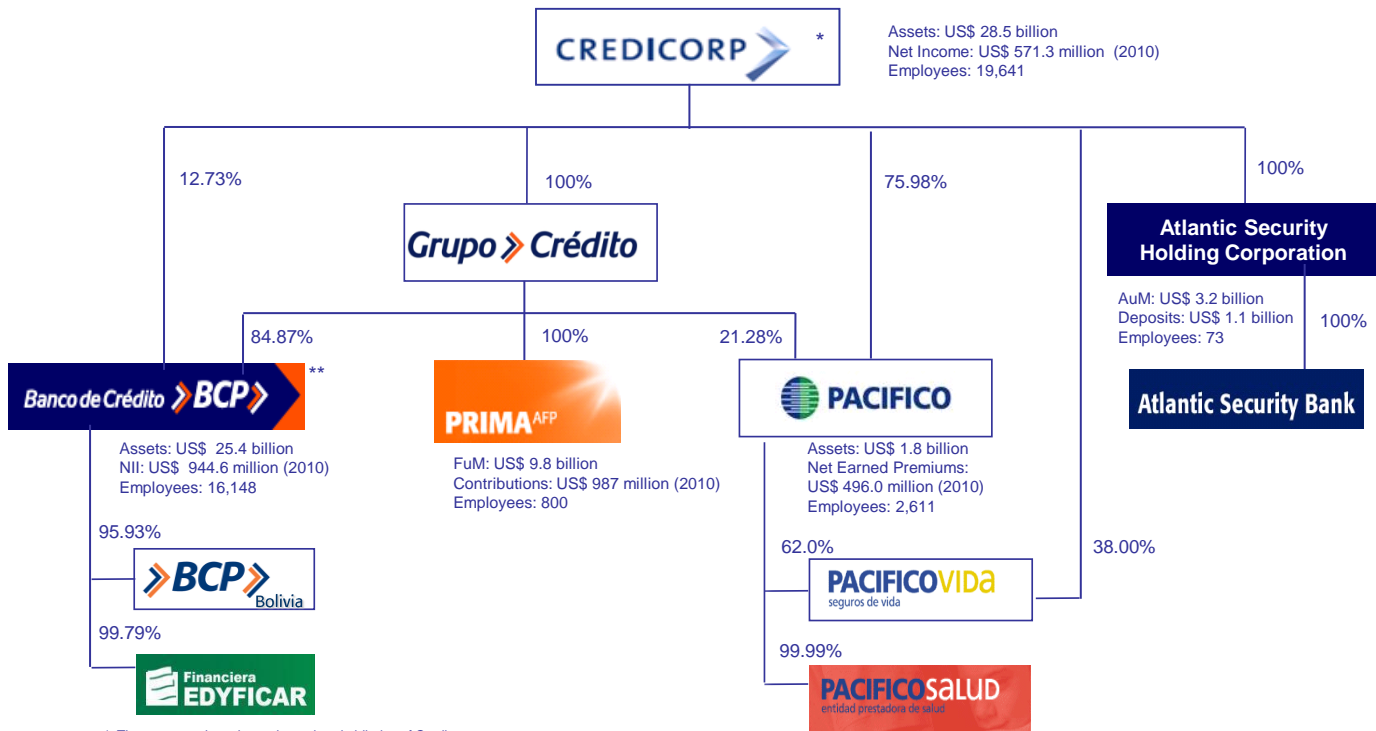 CREDICORP *
Assets: US$ 28.5 billion
Net Income: US$ 571.3 million (2010)
Employees: 19,641
12.73%
100%
75.98%
100%
Grupo Crédito
Atlantic Security
Holding Corporation
AuM: US$ 3.2 billion
Deposits: US$ 1.1 billion
Employees: 73
100%
84.87%
100%
21.28%
Banco de Crédito BCP **
PRIMA AFP
PACIFICO
Atlantic Security Bank
Assets: US$ 25.4 billion
NII: US$ 944.6 million (2010)
Employees: 16,148
FuM: US$ 9.8 billion
Contributions: US$ 987 million (2010)
Employees: 800
Assets: US$ 1.8 billion
Net Earned Premiums:
US$ 496.0 million (2010)
Employees: 2,611
95.93%
62.0%
38.00%
BCP
Bolivia
PACIFICOVIDa
seguros de vida
99.79%
99.99%
Financiera
EDYFICAR
PACIFICOSaLUD
entidad prestadora de salud